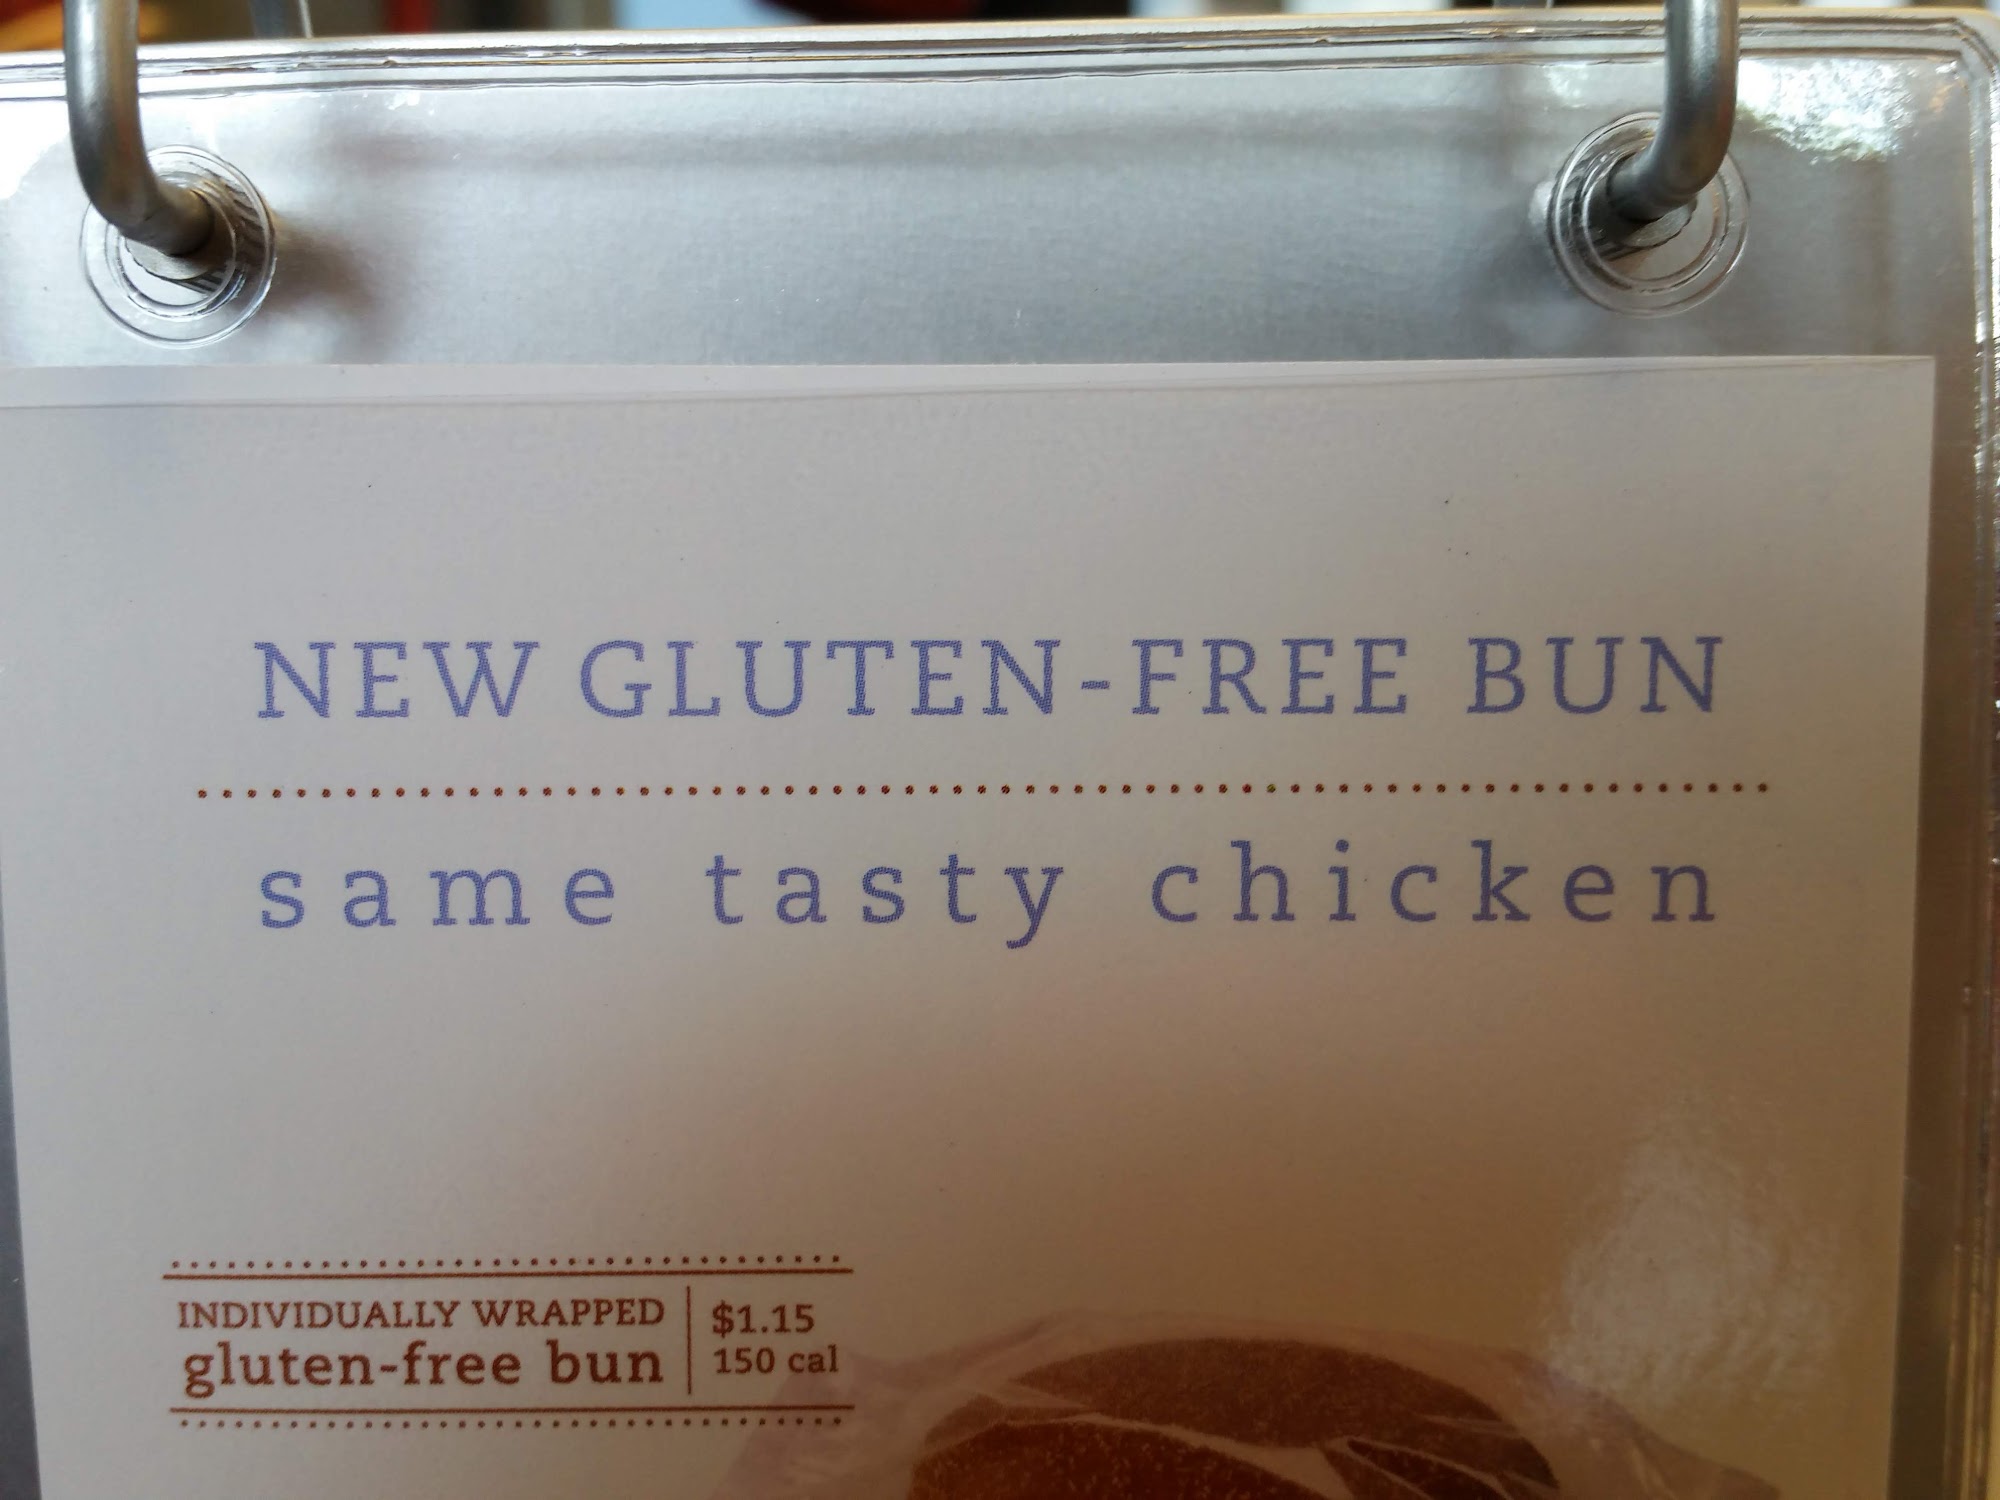 NEW GLUTEN-FREE BUN
same tasty chicken
INDIVIDUALLY WRAPPED
gluten-free bun
$1.15
150 cal